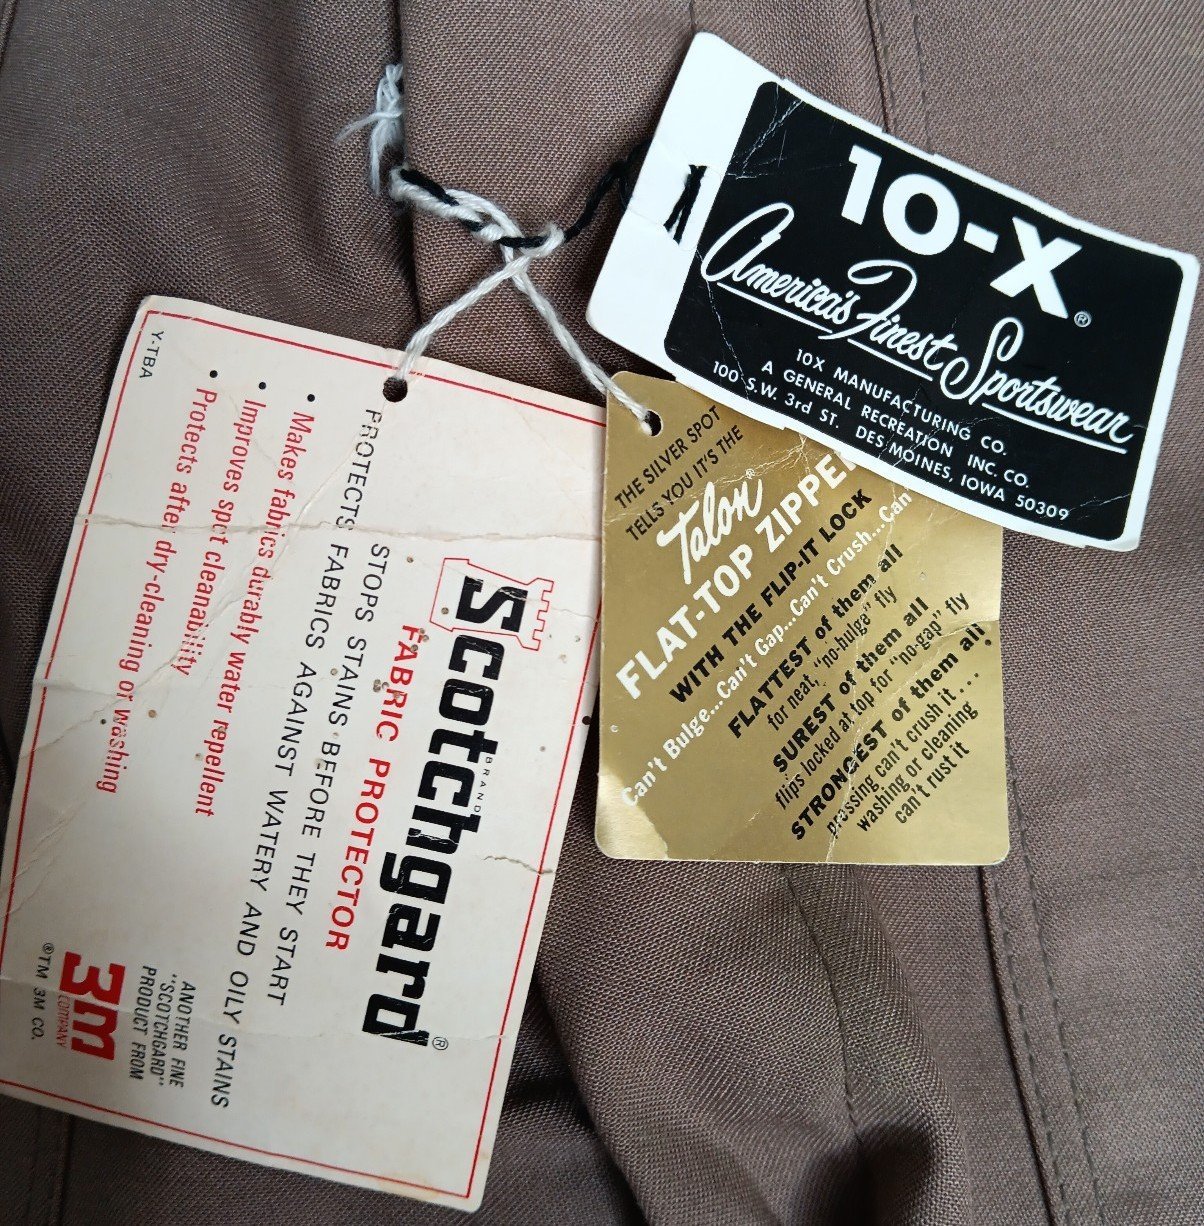 10-X®
America's Finest Sportswear
10X MANUFACTURING CO.
A GENERAL RECREATION INC. CO.
100 S.W. 3rd ST. DES MOINES, IOWA 50309
THE SILVER SPOT
TELLS YOU IT'S THE
Talon®
FLAT-TOP ZIPPER
WITH THE FLIP-IT LOCK
Can't Bulge...Can't Gap...Can't Crush...Can
FLATTEST of them all
for neat, "no-bulge" fly
SUREST of them all
flips locked at top for "no-gap" fly
STRONGEST of them all
pressing can't crush it....
washing or cleaning
can't rust it
Scotchgard®
BRAND
FABRIC PROTECTOR
STOPS STAINS BEFORE THEY START
PROTECTS FABRICS AGAINST WATERY AND OILY STAINS
• Makes fabrics durably water repellent
• Improves spot cleanability
• Protects after dry-cleaning or washing
Y-TBA
ANOTHER FINE
"SCOTCHGARD"
PRODUCT FROM
3M
COMPANY
®TM 3M CO.